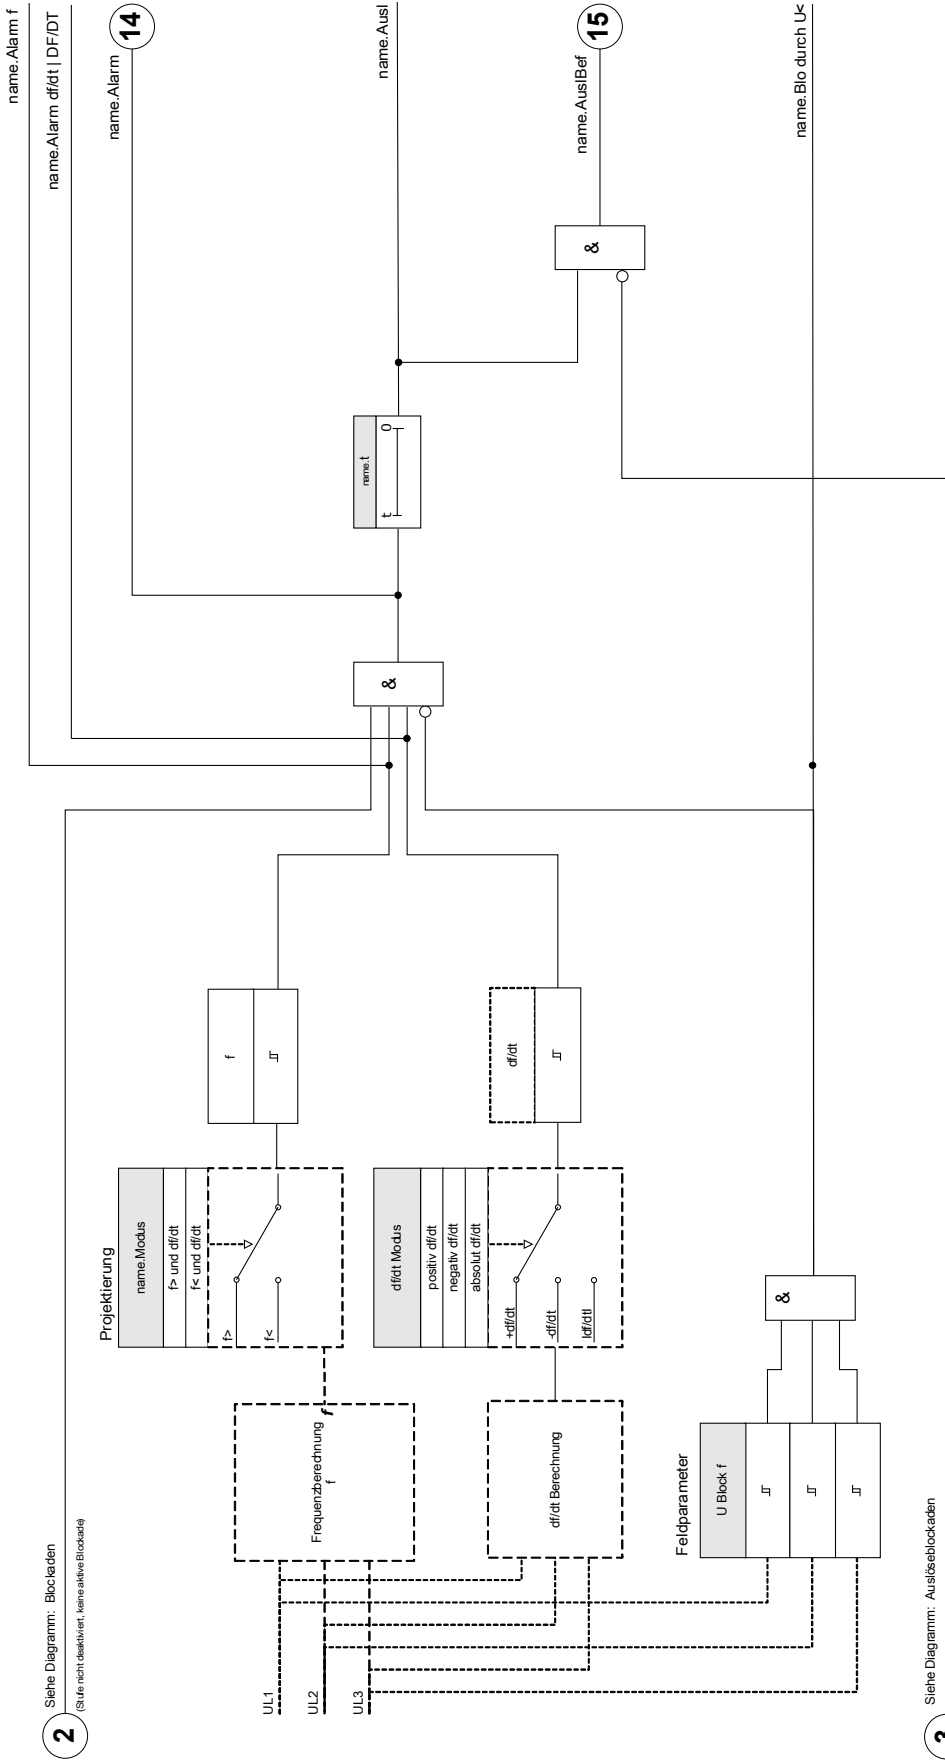 2
Siehe Diagramm: Blockaden
(Stufe nicht deaktiviert, keine aktive Blockade)
name.Alarm f
name.Alarm df/dt | DF/DT
14
name.Alarm
Projektierung
name.Modus
f> und df/dt
f< und df/dt
f>
f<
UL1
UL2
UL3
Frequenzberechnung
f
f
f
&
name.t
t
0
name.Ausl
df/dt Modus
positiv df/dt
negativ df/dt
absolut df/dt
+df/dt
-df/dt
ldf/dtl
df/dt Berechnung
df/dt
&
name.AuslBef
15
Feldparameter
U Block f
&
name.Blo durch U<
3
Siehe Diagramm: Auslöseblockaden